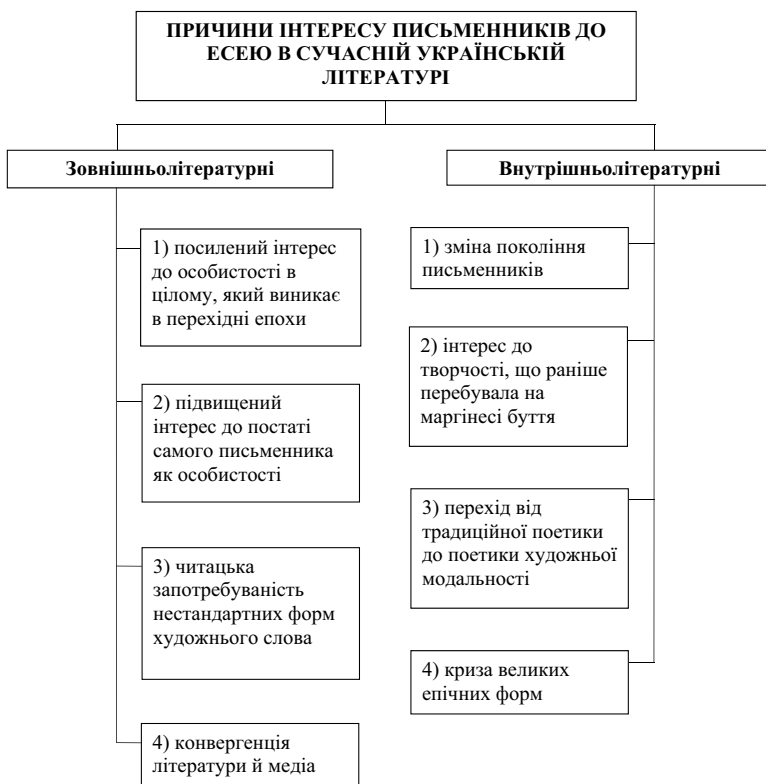 ПРИЧИНИ ІНТЕРЕСУ ПИСЬМЕННИКІВ ДО
ЕСЕЮ В СУЧАСНІЙ УКРАЇНСЬКІЙ
ЛІТЕРАТУРІ
Зовнішньолітературні
1) посилений інтерес
до особистості в
цілому, який виникає
в перехідні епохи
2) підвищений
інтерес до постаті
самого письменника
як особистості
3) читацька
запотребуваність
нестандартних форм
художнього слова
4) конвергенція
літератури й медіа
Внутрішньолітературні
1) зміна покоління
письменників
2) інтерес до
творчості, що раніше
перебувала на
маргінесі буття
3) перехід від
традиційної поетики
до поетики художньої
модальності
4) криза великих
епічних форм